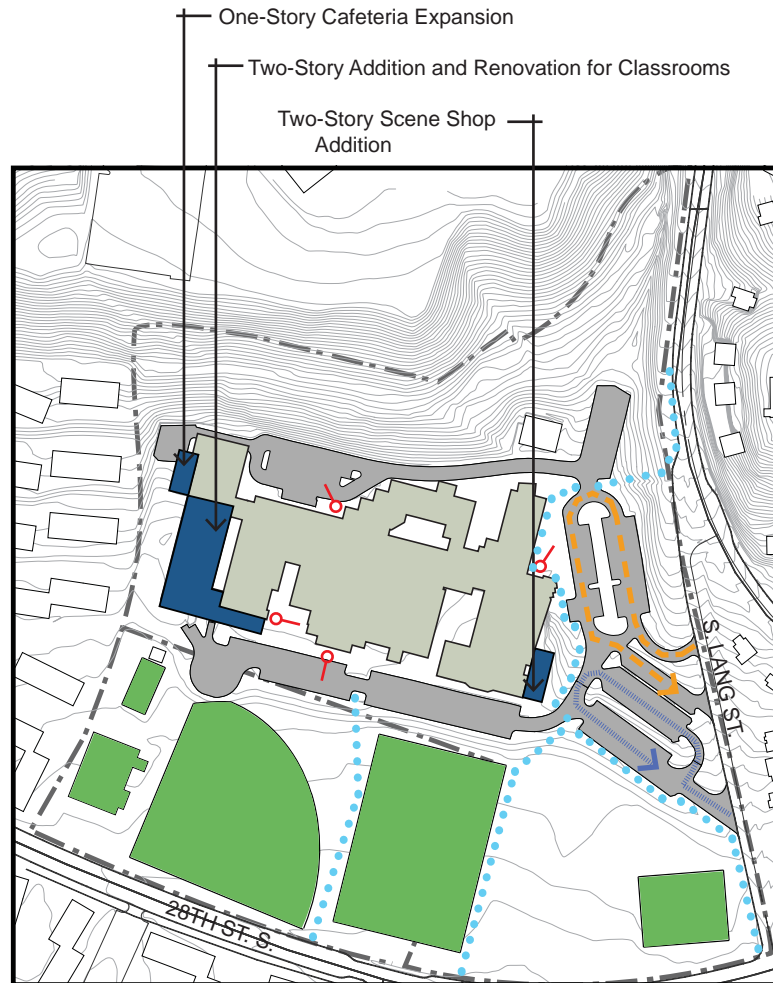 One-Story Cafeteria Expansion
Two-Story Addition and Renovation for Classrooms
Two-Story Scene Shop
Addition
S. LANG ST.
28TH ST. S.